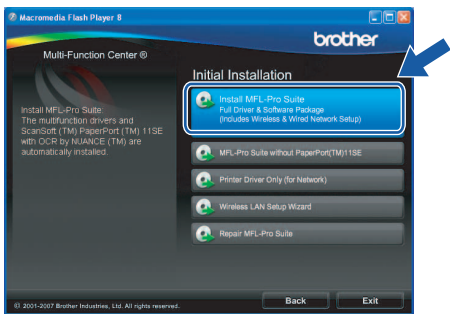 Macromedia Flash Player 8
brother
Multi-Function Center ®
Initial Installation
Install MFL-Pro Suite:
The multifunction drivers and
ScanSoft (TM) PaperPort (TM) 11SE
with OCR by NUANCE (TM) are
automatically installed.
Install MFL-Pro Suite
Full Driver & Software Package
(Includes Wireless & Wired Network Setup)
MFL-Pro Suite without PaperPort(TM)11SE
Printer Driver Only (for Network)
Wireless LAN Setup Wizard
Repair MFL-Pro Suite
© 2001-2007 Brother Industries, Ltd. All rights reserved.
Back
Exit